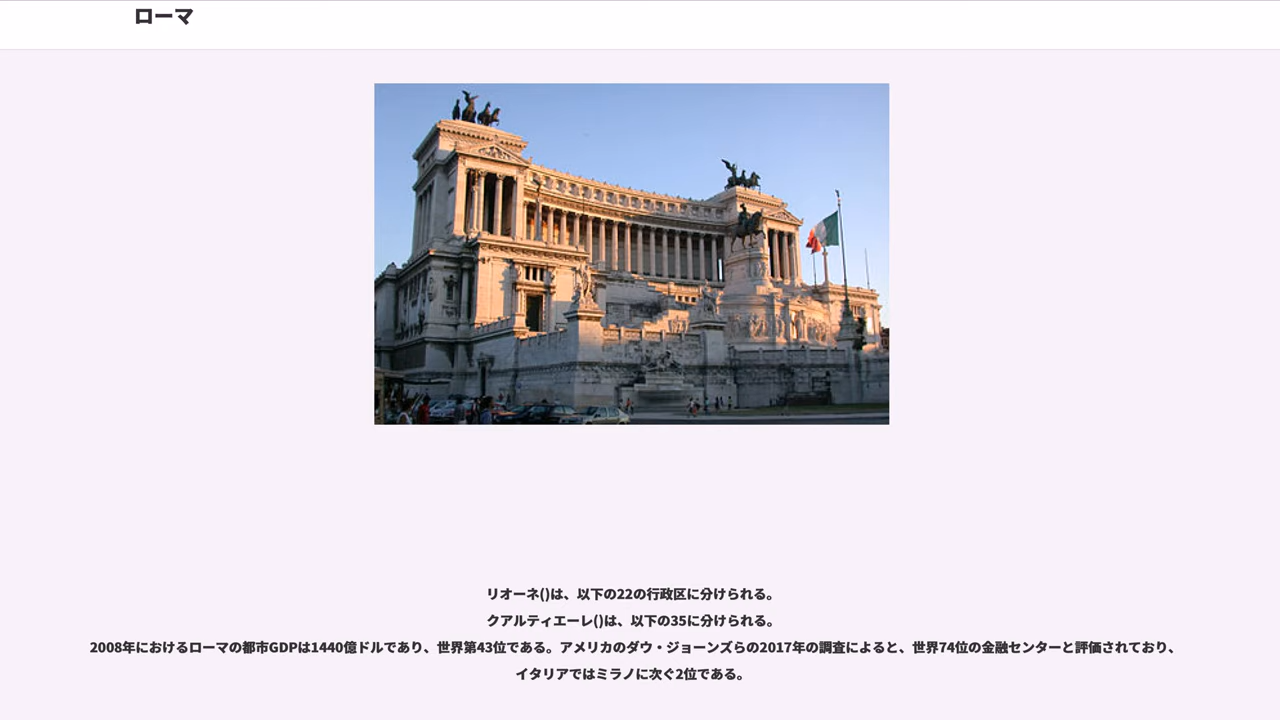 ローマ
リオーネ()は、以下の22の行政区に分けられる。
クアルティエーレ()は、以下の35に分けられる。
2008年におけるローマの都市GDPは1440億ドルであり、世界第43位である。アメリカのダウ・ジョーンズらの2017年の調査によると、世界74位の金融センターと評価されており、
イタリアではミラノに次ぐ2位である。